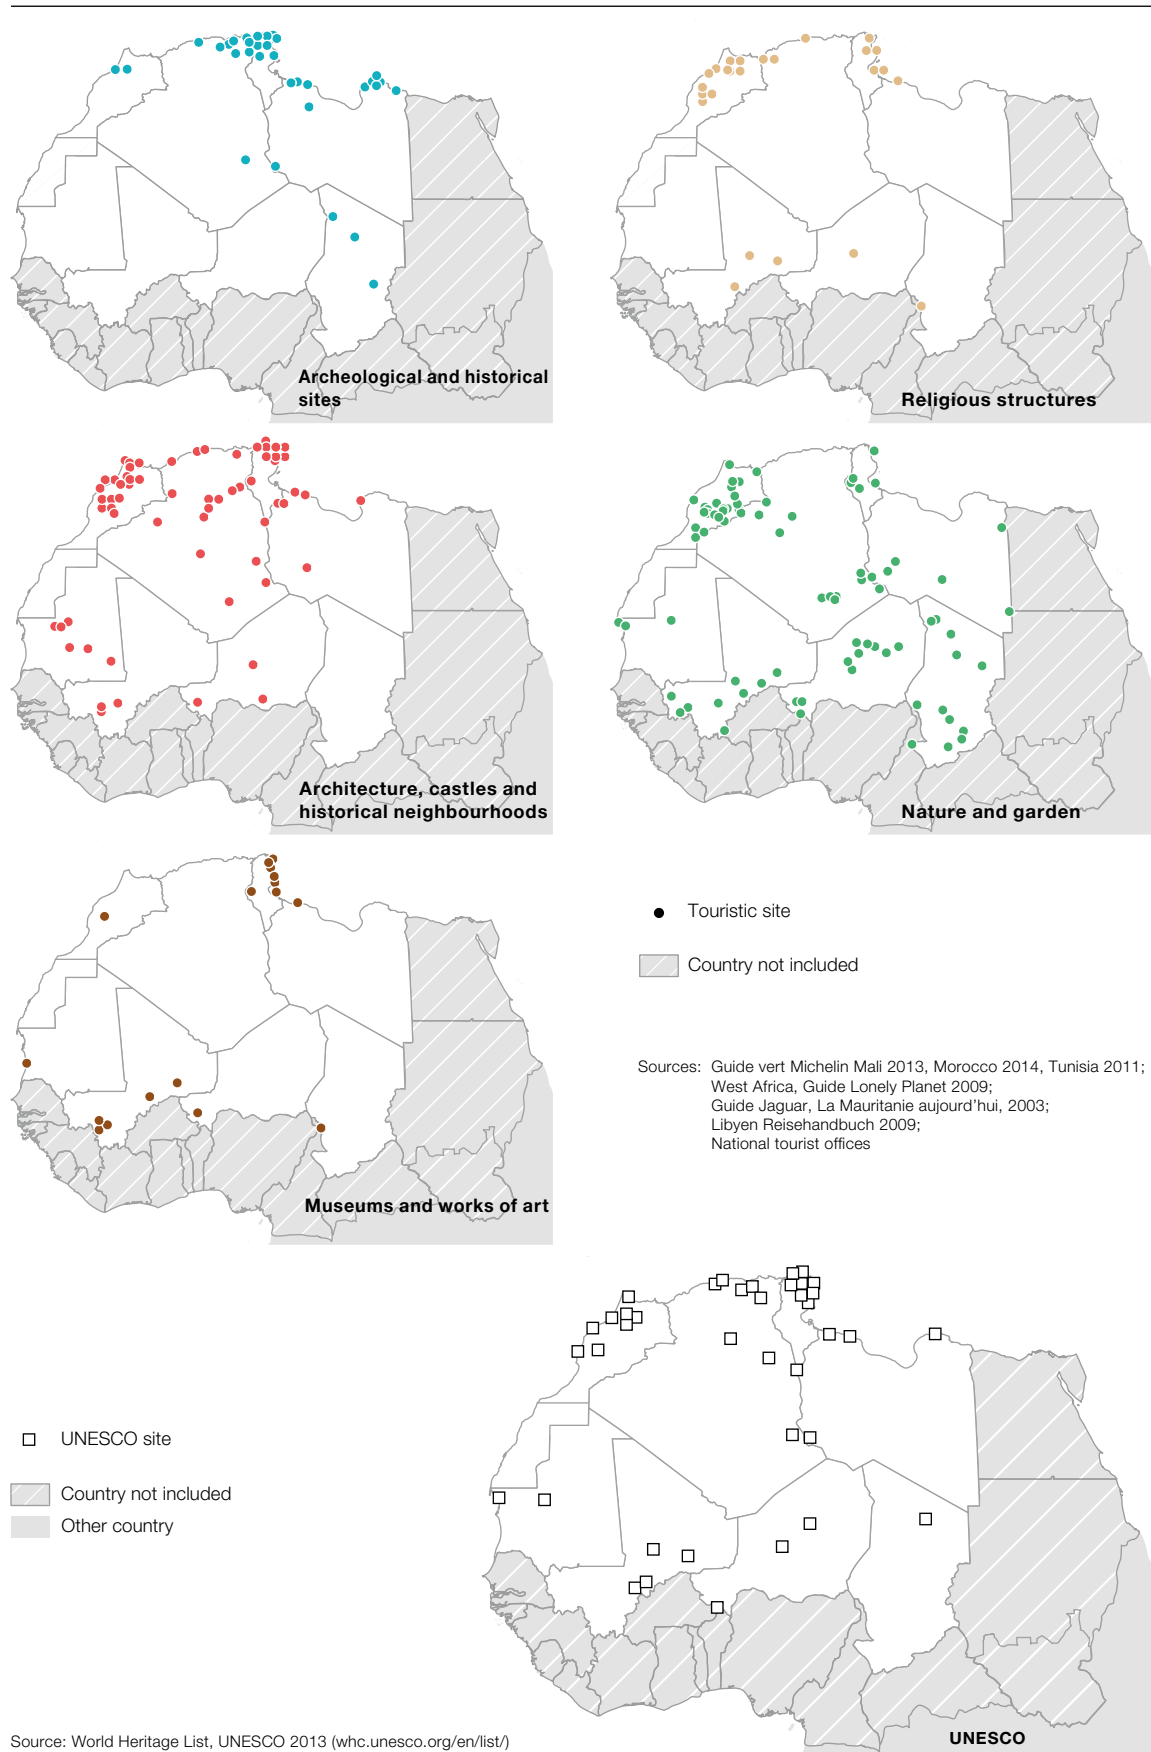 Archeological and historical
sites
Religious structures
Architecture, castles and
historical neighbourhoods
Nature and garden
Touristic site
Country not included
Sources: Guide vert Michelin Mali 2013, Morocco 2014, Tunisia 2011;
West Africa, Guide Lonely Planet 2009;
Guide Jaguar, La Mauritanie aujourd’hui, 2003;
Libyen Reisehandbuch 2009;
National tourist offices
Museums and works of art
UNESCO site
Country not included
Other country
UNESCO
Source: World Heritage List, UNESCO 2013 (whc.unesco.org/en/list/)